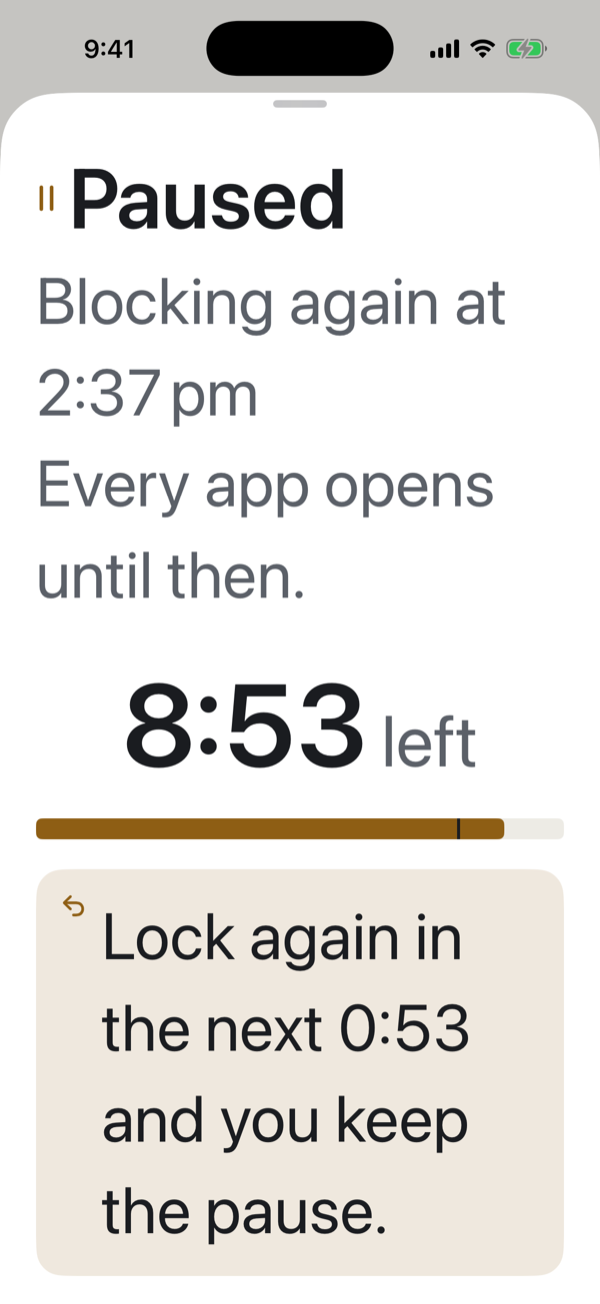 9:41
Paused
Blocking again at
2:37 pm
Every app opens
until then.
8:53 left
Lock again in
the next 0:53
and you keep
the pause.